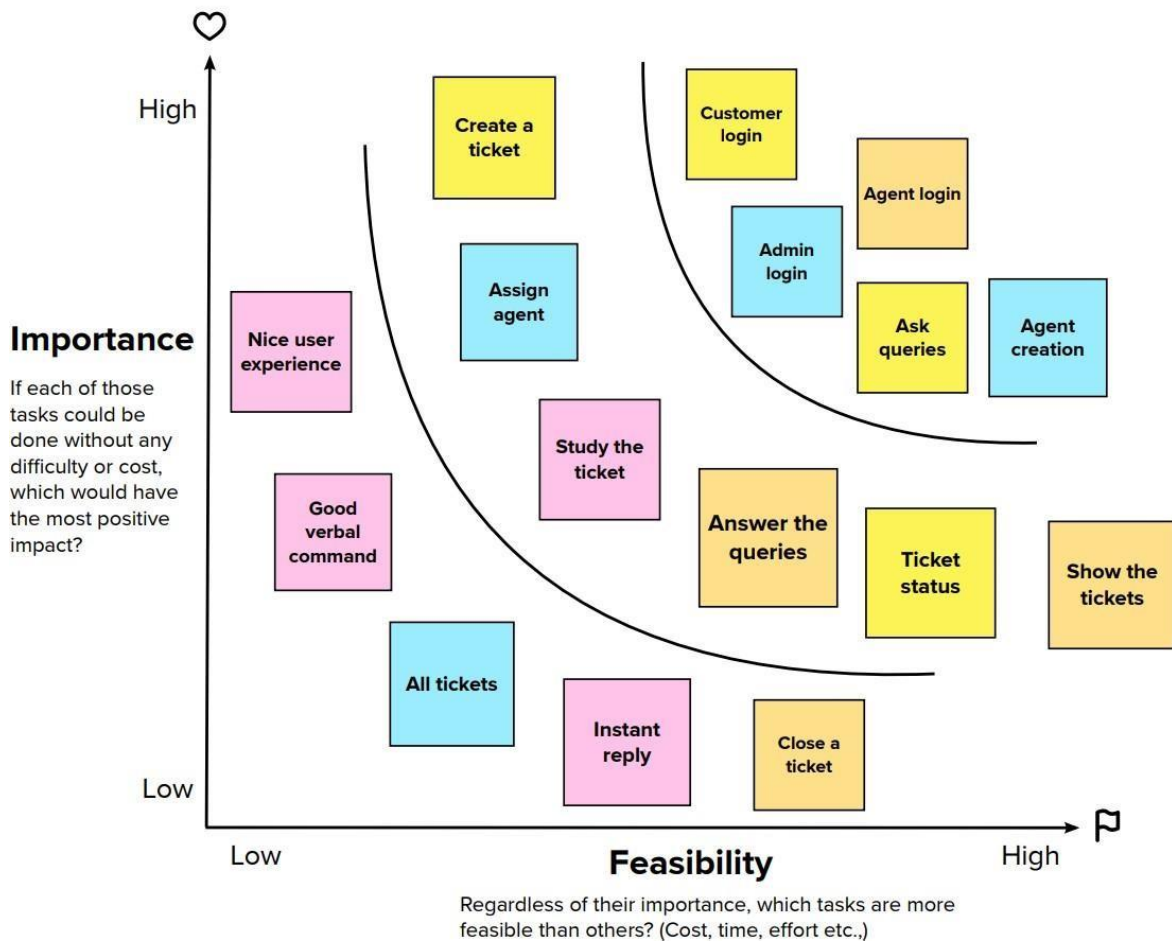 High
Create a
ticket
Customer
login
Agent login
Admin
login
Assign
agent
Ask
queries
Agent
creation
Nice user
experience
Importance
If each of those
tasks could be
done without any
difficulty or cost,
which would have
the most positive
impact?
Study the
ticket
Good
verbal
command
Answer the
queries
Ticket
status
Show the
tickets
All tickets
Instant
reply
Close a
ticket
Low
Low
Feasibility
High
Regardless of their importance, which tasks are more
feasible than others? (Cost, time, effort etc.,)